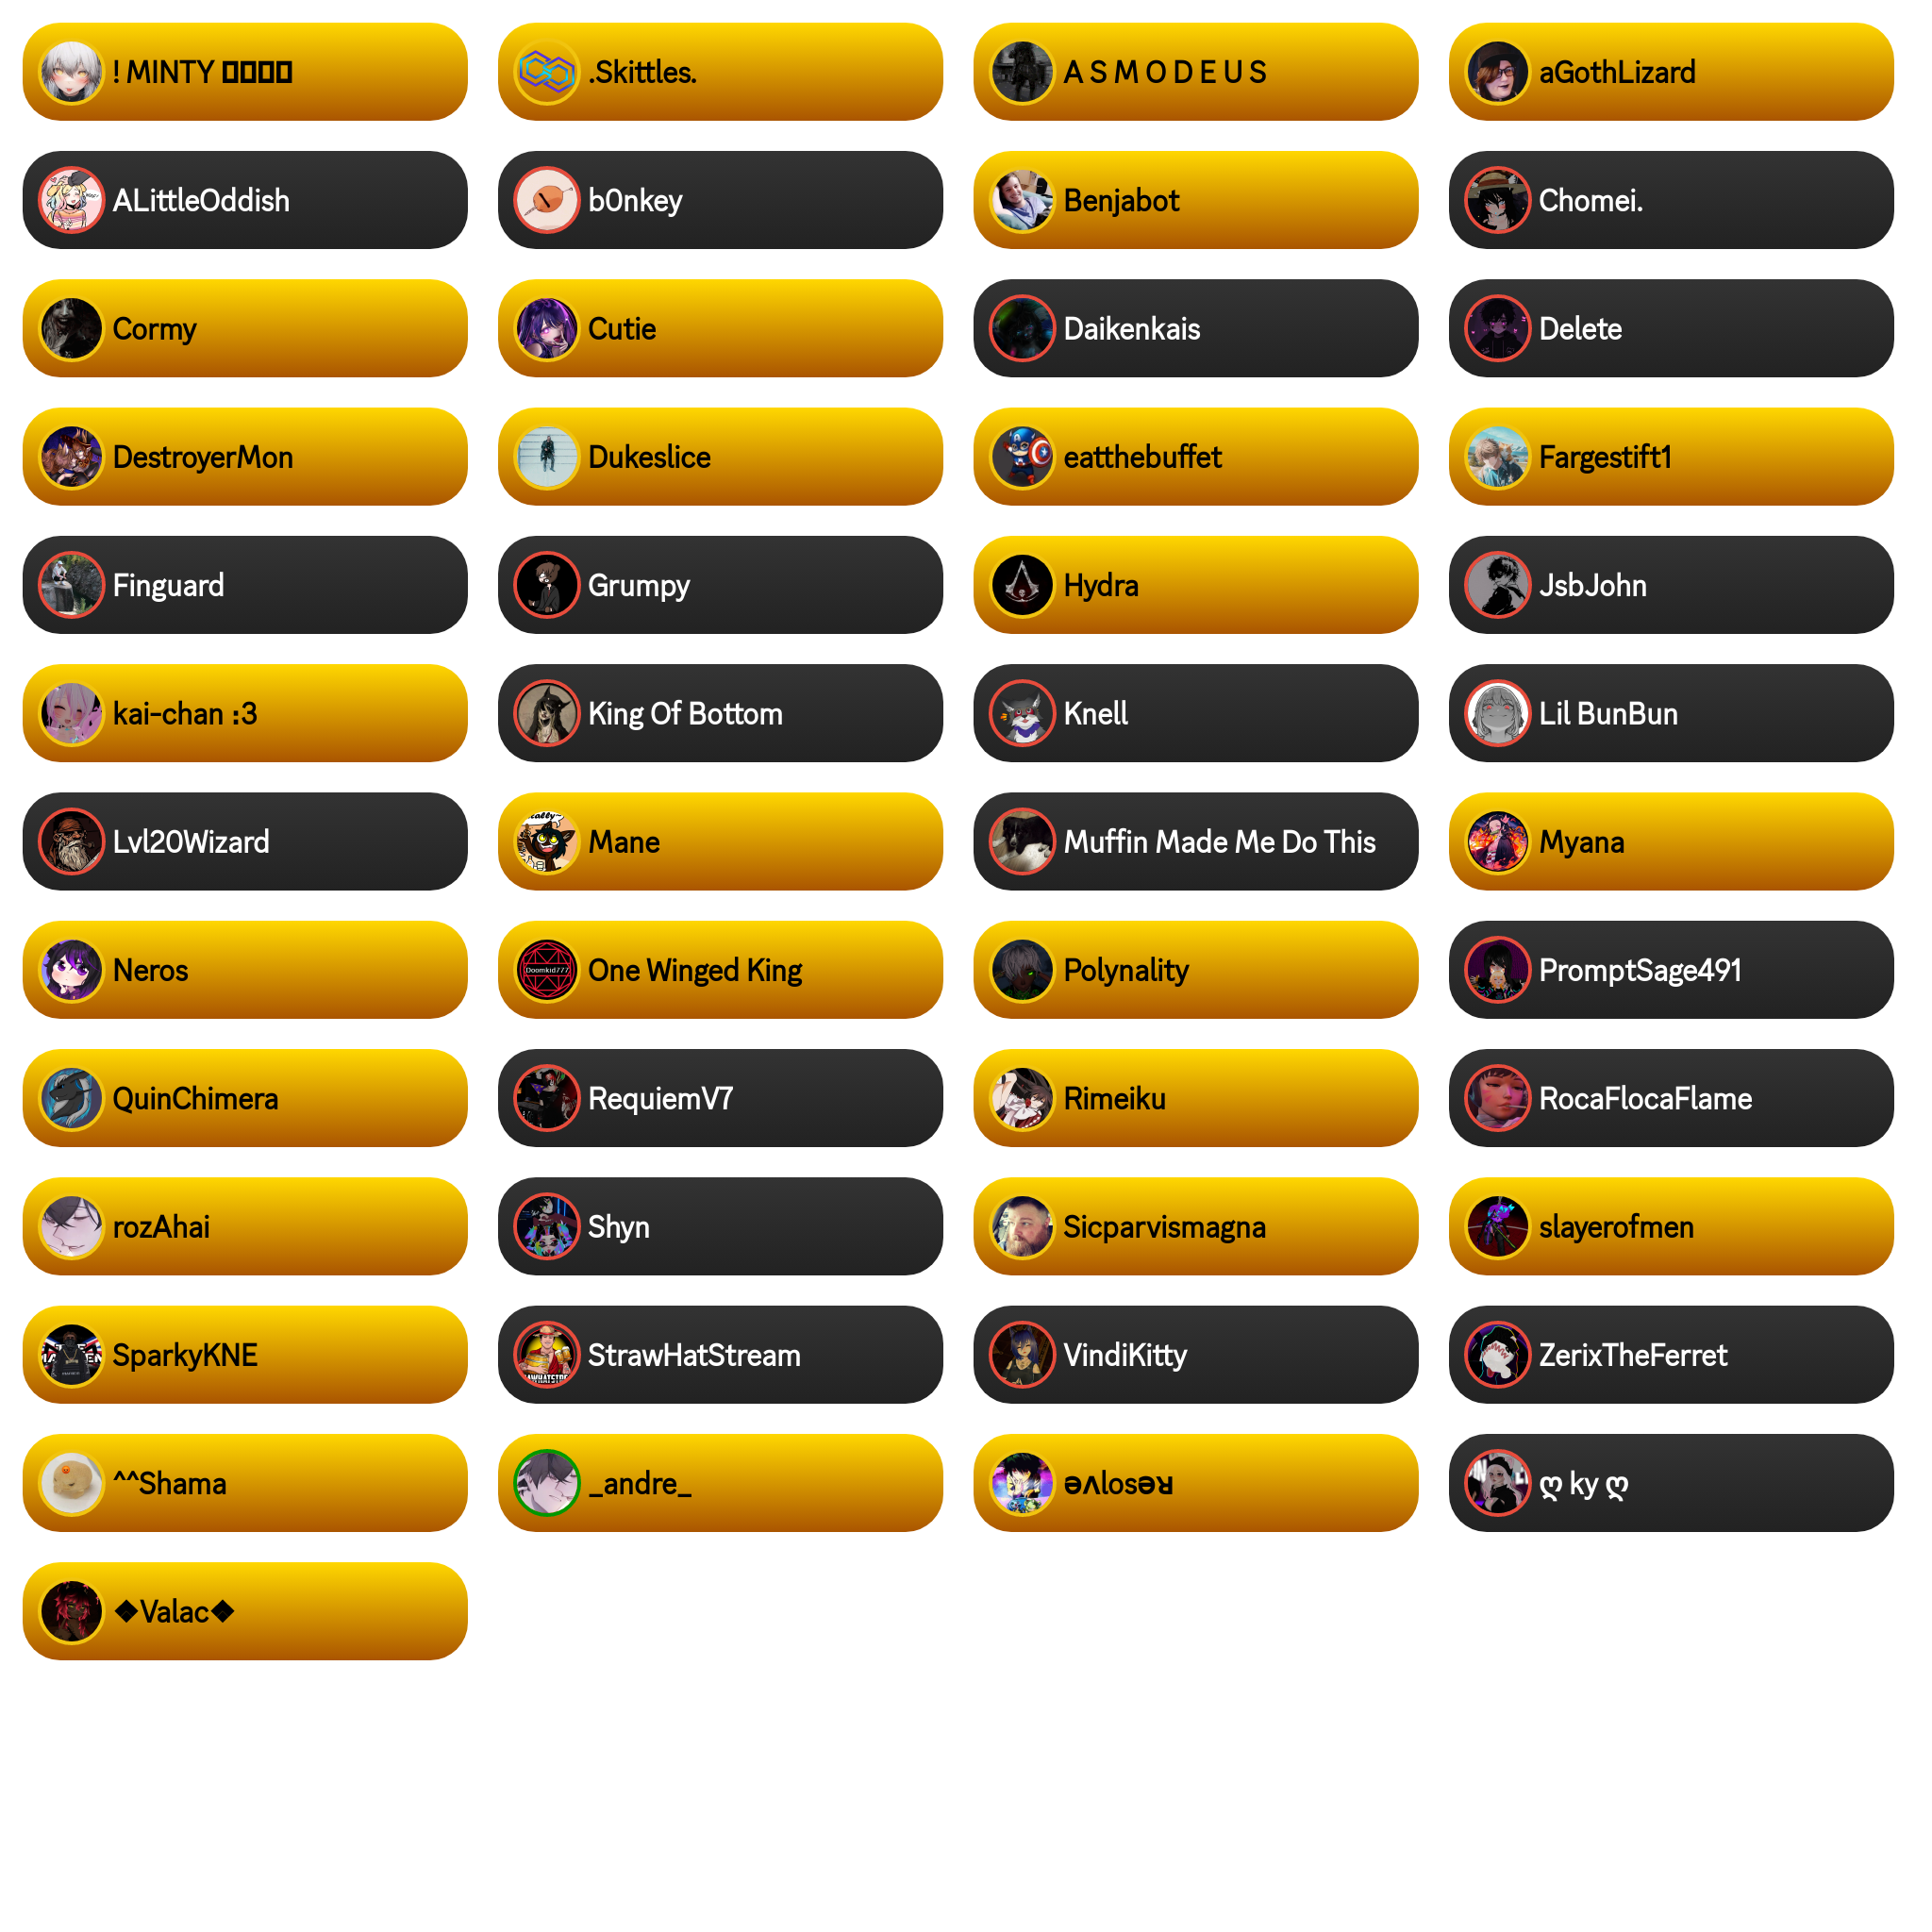 ! MINTY ▯▯▯▯
.Skittles.
A S M O D E U S
aGothLizard
ALittleOddish
b0nkey
Benjabot
Chomei.
Cormy
Cutie
Daikenkais
Delete
DestroyerMon
Dukeslice
eatthebuffet
Fargestift1
Finguard
Grumpy
Hydra
JsbJohn
kai-chan :3
King Of Bottom
Knell
Lil BunBun
Lvl20Wizard
Mane
Muffin Made Me Do This
Myana
Neros
Doomkid777
One Winged King
Polynality
PromptSage491
QuinChimera
RequiemV7
Rimeiku
RocaFlocaFlame
rozAhai
Shyn
Sicparvismagna
slayerofmen
SparkyKNE
StrawHatStream
VindiKitty
ZerixTheFerret
^^Shama
_andre_
ǝʌlosǝʁ
ღ ky ღ
❖Valac❖